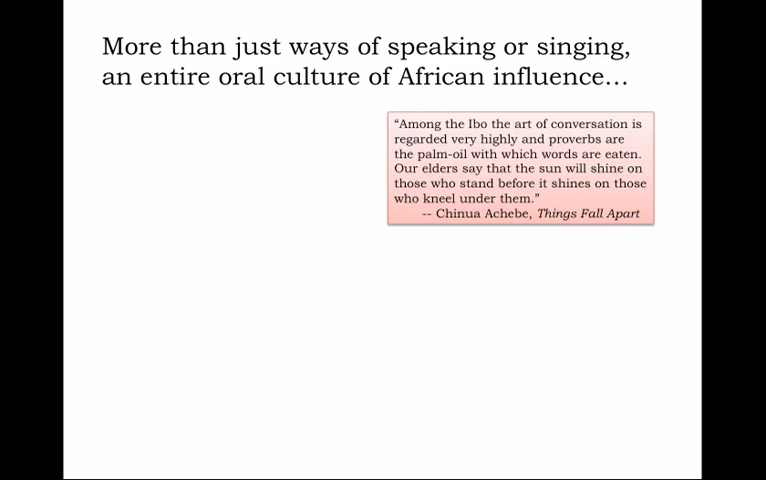 More than just ways of speaking or singing,
an entire oral culture of African influence…
“Among the Ibo the art of conversation is
regarded very highly and proverbs are
the palm-oil with which words are eaten.
Our elders say that the sun will shine on
those who stand before it shines on those
who kneel under them.”
-- Chinua Achebe, Things Fall Apart